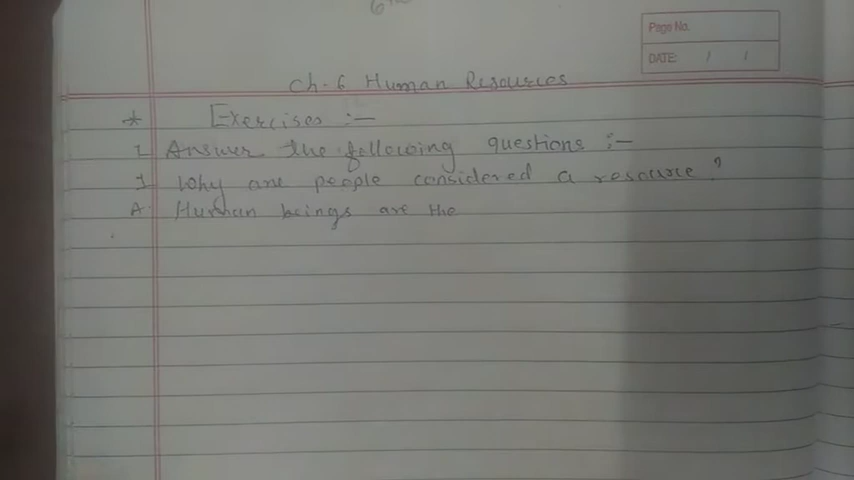 Page No.
DATE: / /
Ch-6 Human Resources
* Exercises :-
I Answer the following questions :-
1 Why are people considered a resource?
A Human beings are the